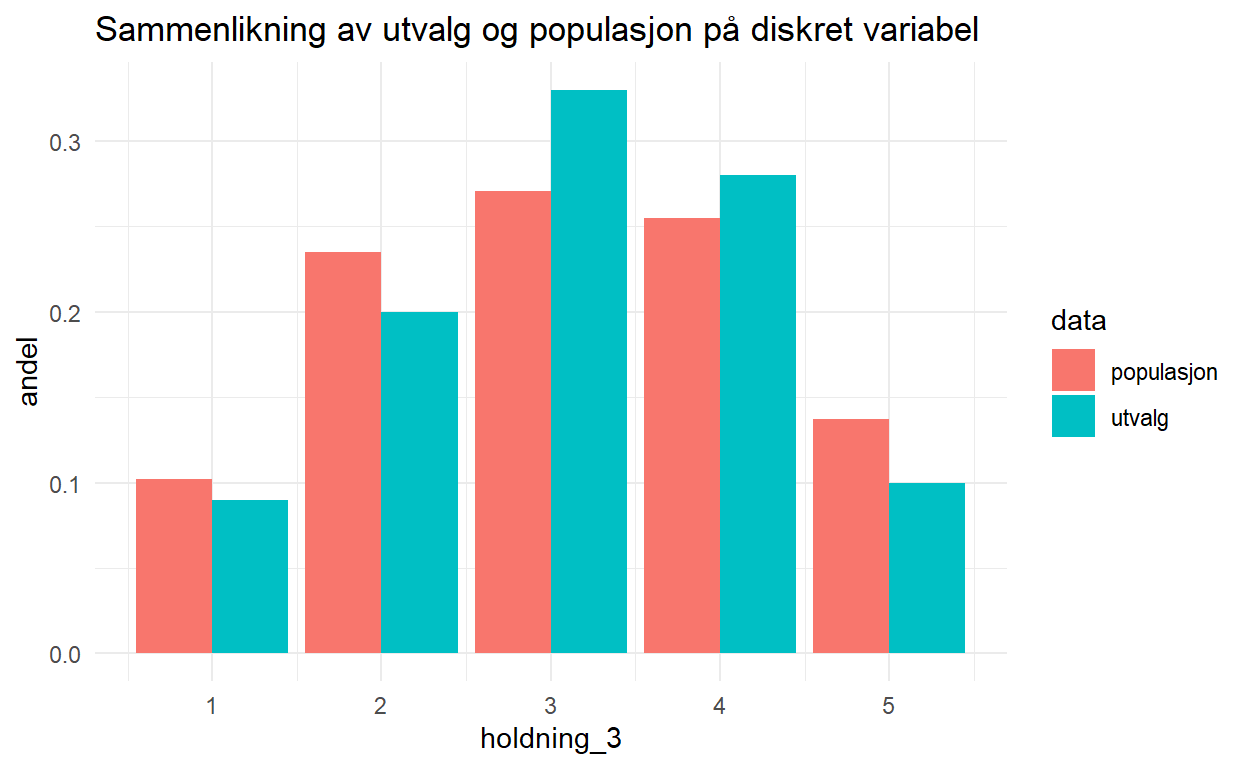 Sammenlikning av utvalg og populasjon på diskret variabel
0.3
0.2
0.1
0.0
andel
1 2 3 4 5
holdning_3
data
populasjon
utvalg